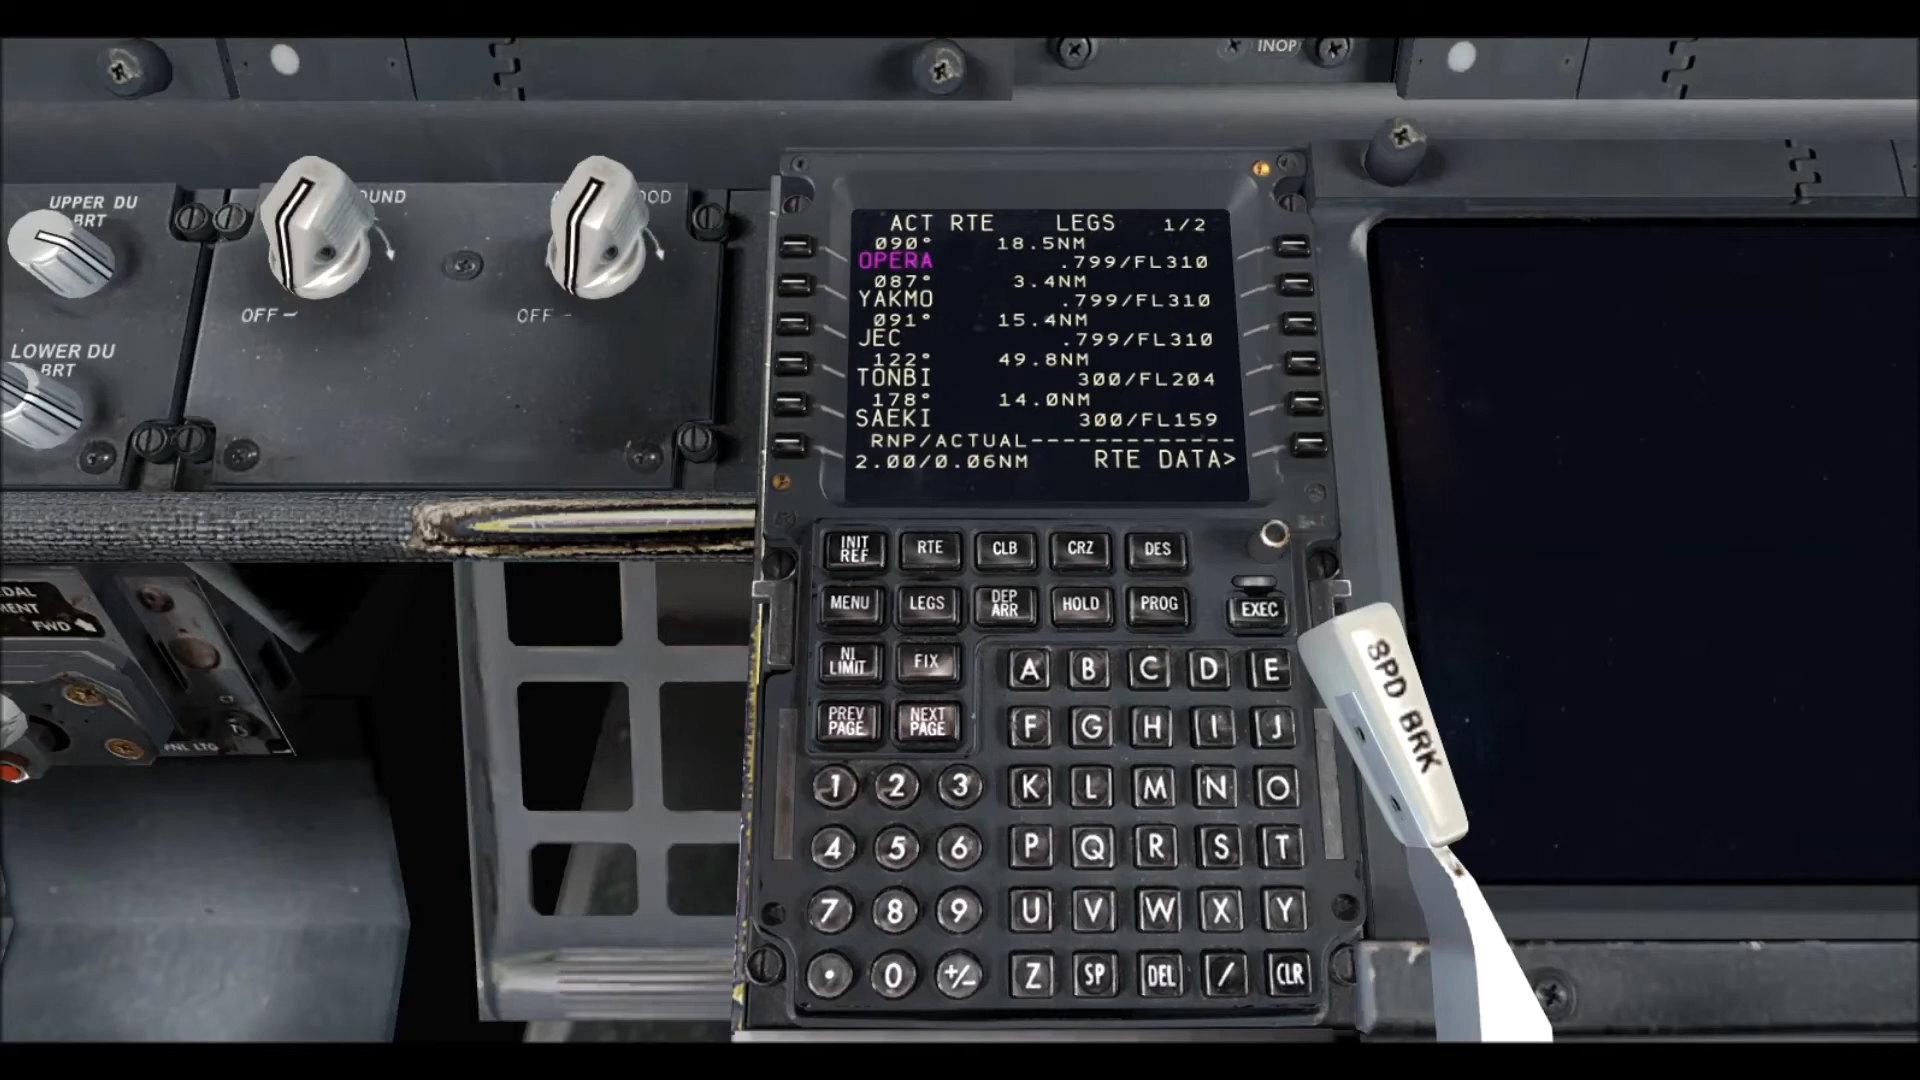 INOP
UPPER DU
BRT
OFF
OFF
LOWER DU
BRT
ACT RTE LEGS 1/2
090° 18.5NM
OPERA .799/FL310
087° 3.4NM
YAKMO .799/FL310
091° 15.4NM
JEC .799/FL310
122° 49.8NM
TONBI 300/FL204
178° 14.0NM
SAEKI 300/FL159
RNP/ACTUAL-------------
2.00/0.06NM RTE DATA>
INIT REF RTE CLB CRZ DES
MENU LEGS DEP ARR HOLD PROG EXEC
N1 LIMIT FIX
PREV PAGE NEXT PAGE
A B C D E
F G H I J
1 2 3 K L M N O
4 5 6 P Q R S T
7 8 9 U V W X Y
. 0 +/- Z SP DEL / CLR
SPD BRK
FWD
PNL LTG